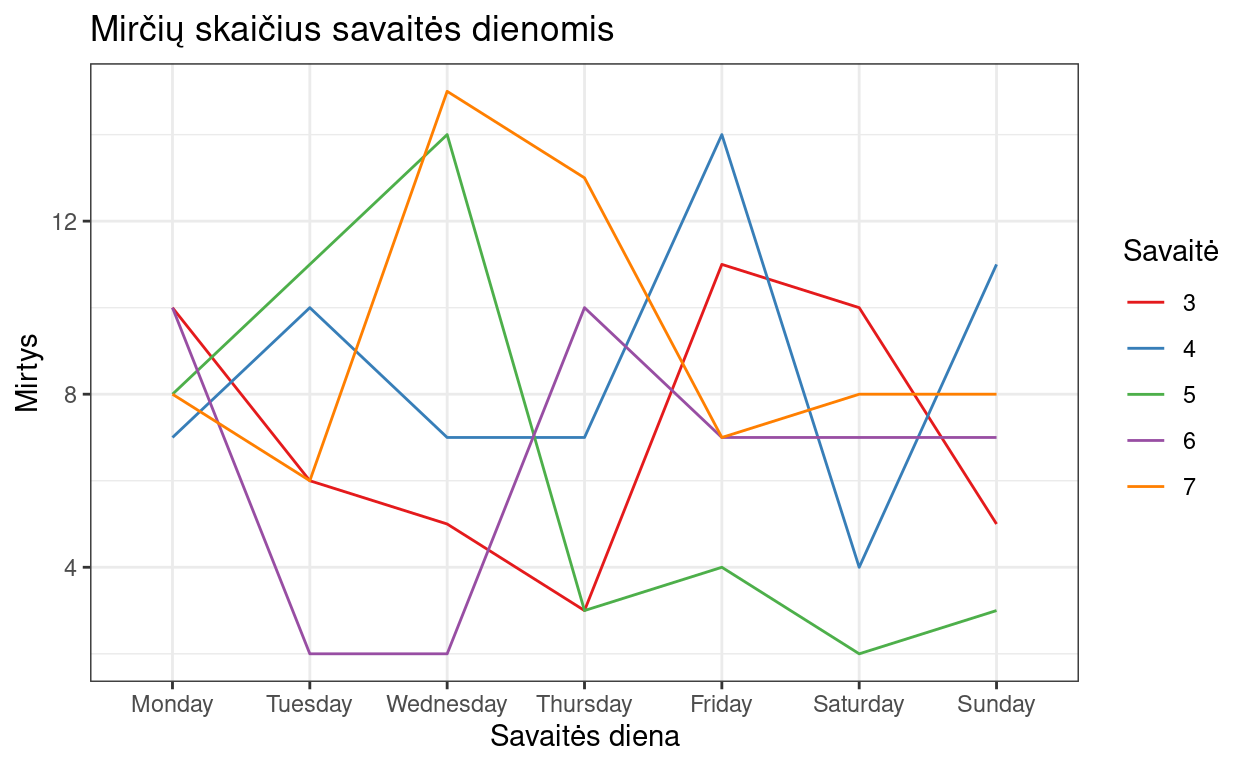 Mirčių skaičius savaitės dienomis
Mirtys
12
8
4
Monday Tuesday Wednesday Thursday Friday Saturday Sunday
Savaitės diena
Savaitė
3
4
5
6
7